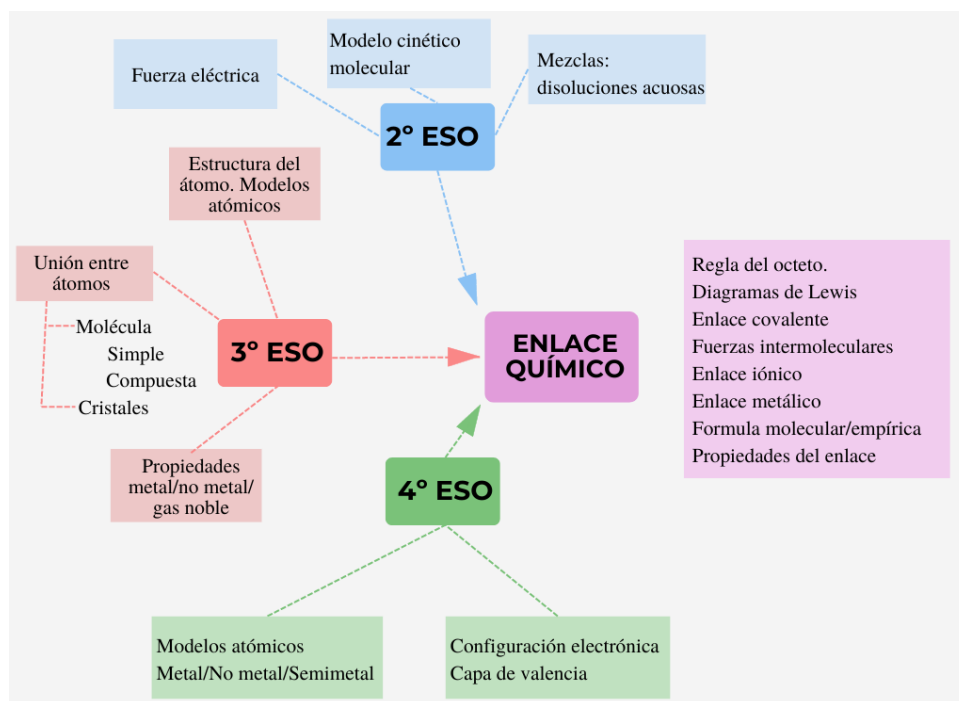 Fuerza eléctrica
Modelo cinético
molecular
Mezclas:
disoluciones acuosas
2º ESO
Estructura del
átomo. Modelos
atómicos
Unión entre
átomos
Molécula
Simple
Compuesta
Cristales
3º ESO
Propiedades
metal/no metal/
gas noble
ENLACE
QUÍMICO
Regla del octeto.
Diagramas de Lewis
Enlace covalente
Fuerzas intermoleculares
Enlace iónico
Enlace metálico
Formula molecular/empírica
Propiedades del enlace
4º ESO
Modelos atómicos
Metal/No metal/Semimetal
Configuración electrónica
Capa de valencia